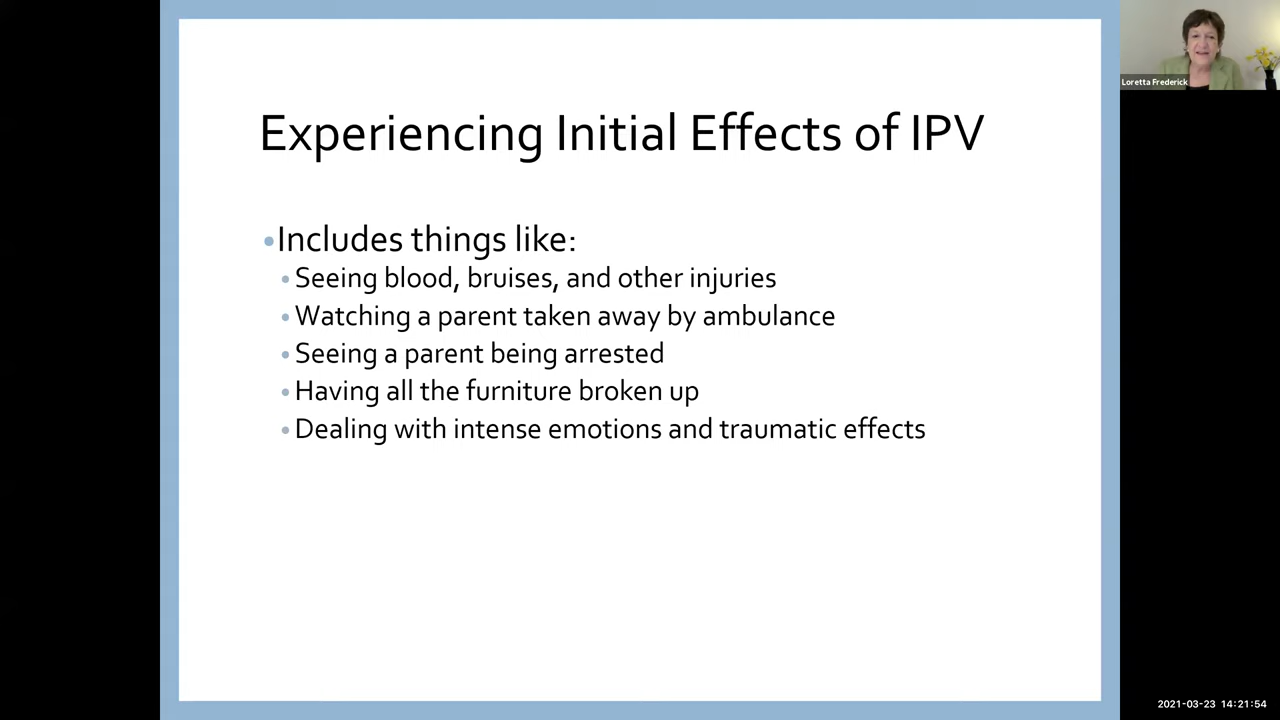 Loretta Frederick
Experiencing Initial Effects of IPV
•Includes things like:
•Seeing blood, bruises, and other injuries
•Watching a parent taken away by ambulance
•Seeing a parent being arrested
•Having all the furniture broken up
•Dealing with intense emotions and traumatic effects
2021-03-23 14:21:54